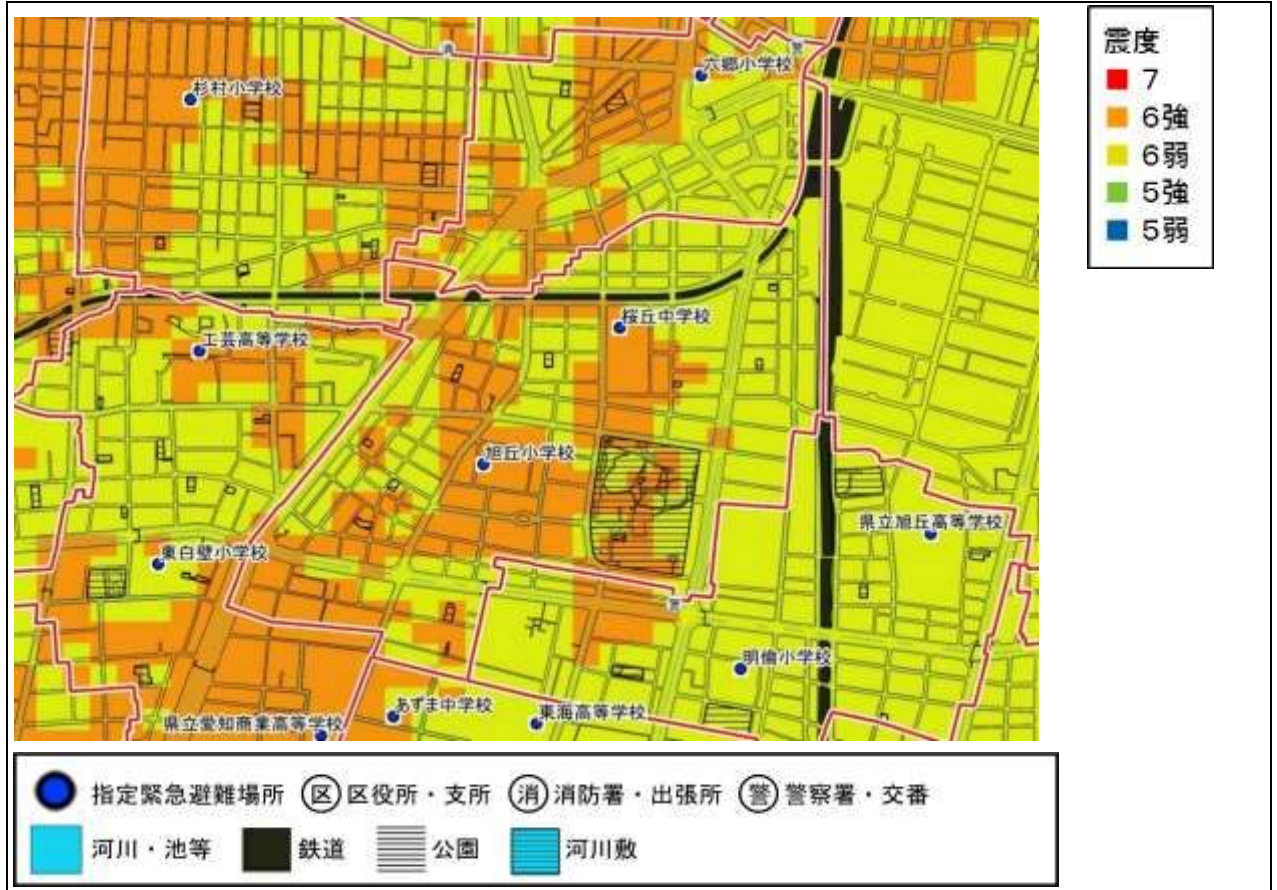 消
警
六郷小学校
杉村小学校
桜丘中学校
工芸高等学校
旭丘小学校
県立旭丘高等学校
東白壁小学校
警
明倫小学校
あずま中学校
東海高等学校
県立愛知商業高等学校
震度
7
6強
6弱
5強
5弱
指定緊急避難場所 区 区役所・支所 消 消防署・出張所 警 警察署・交番
河川・池等 鉄道 公園 河川敷